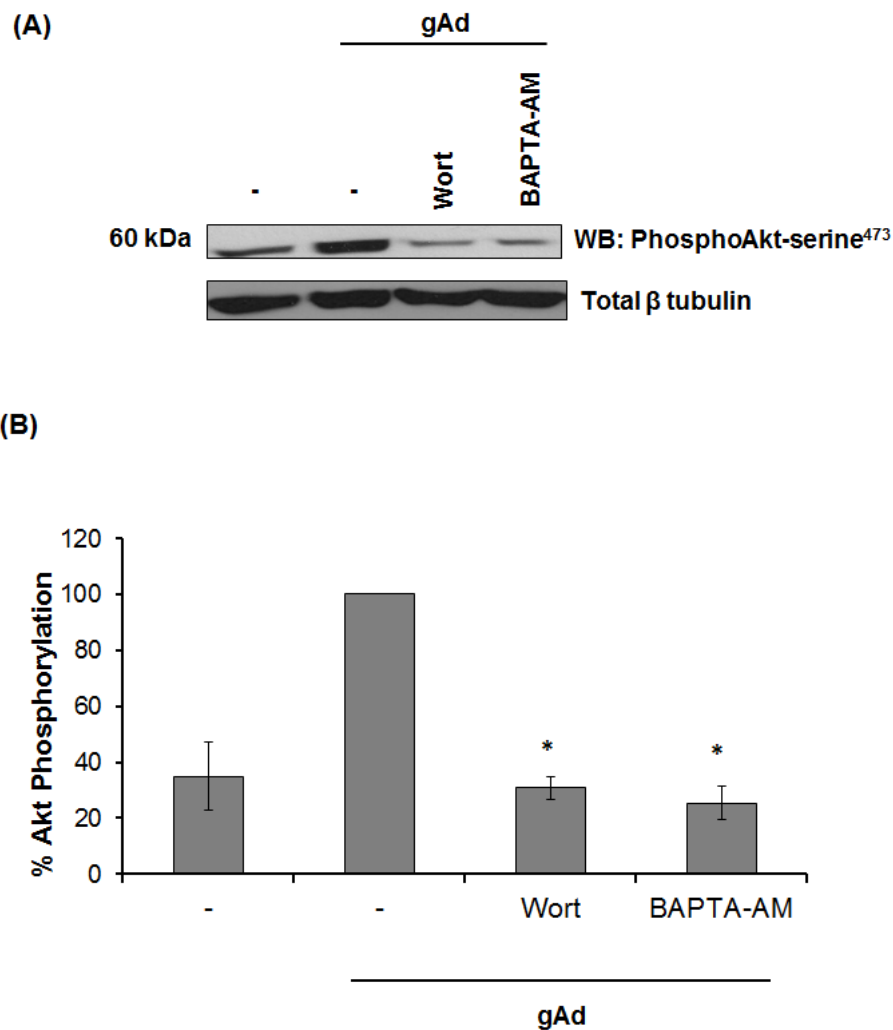 (A)
gAd
- - Wort BAPTA-AM
60 kDa WB: PhosphoAkt-serine⁴⁷³
Total β tubulin
(B)
% Akt Phosphorylation
120
100
80
60
40
20
0
* *
- - Wort BAPTA-AM
gAd